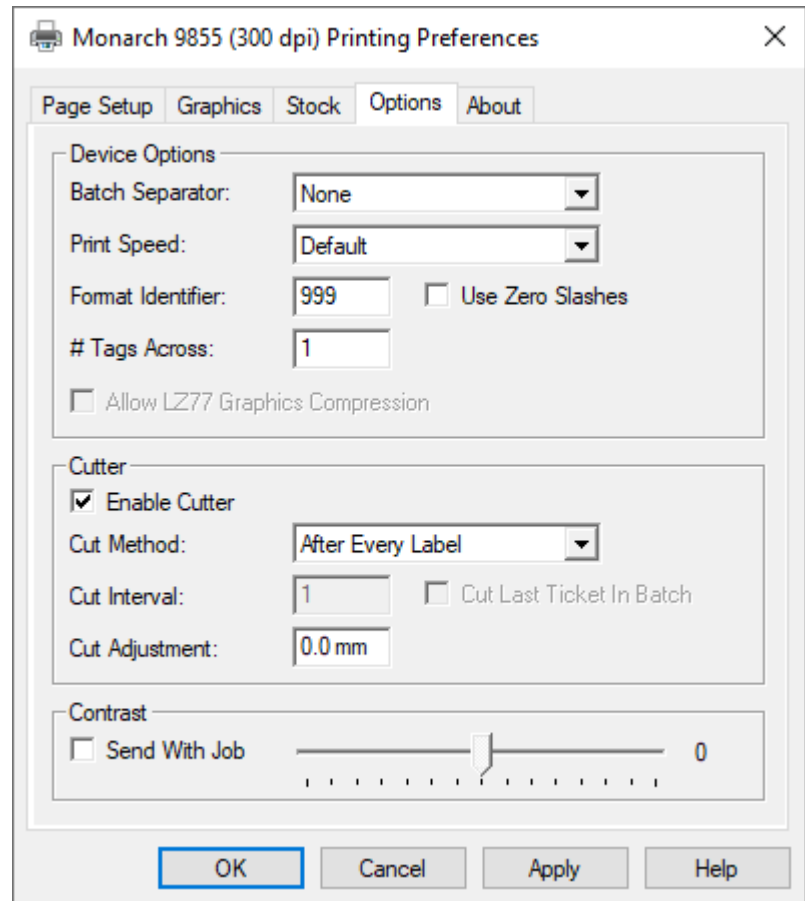 Monarch 9855 (300 dpi) Printing Preferences
Page Setup Graphics Stock Options About
Device Options
Batch Separator: None
Print Speed: Default
Format Identifier: 999 Use Zero Slashes
# Tags Across: 1
Allow LZ77 Graphics Compression
Cutter
Enable Cutter
Cut Method: After Every Label
Cut Interval: 1 Cut Last Ticket In Batch
Cut Adjustment: 0.0 mm
Contrast
Send With Job 0
OK Cancel Apply Help